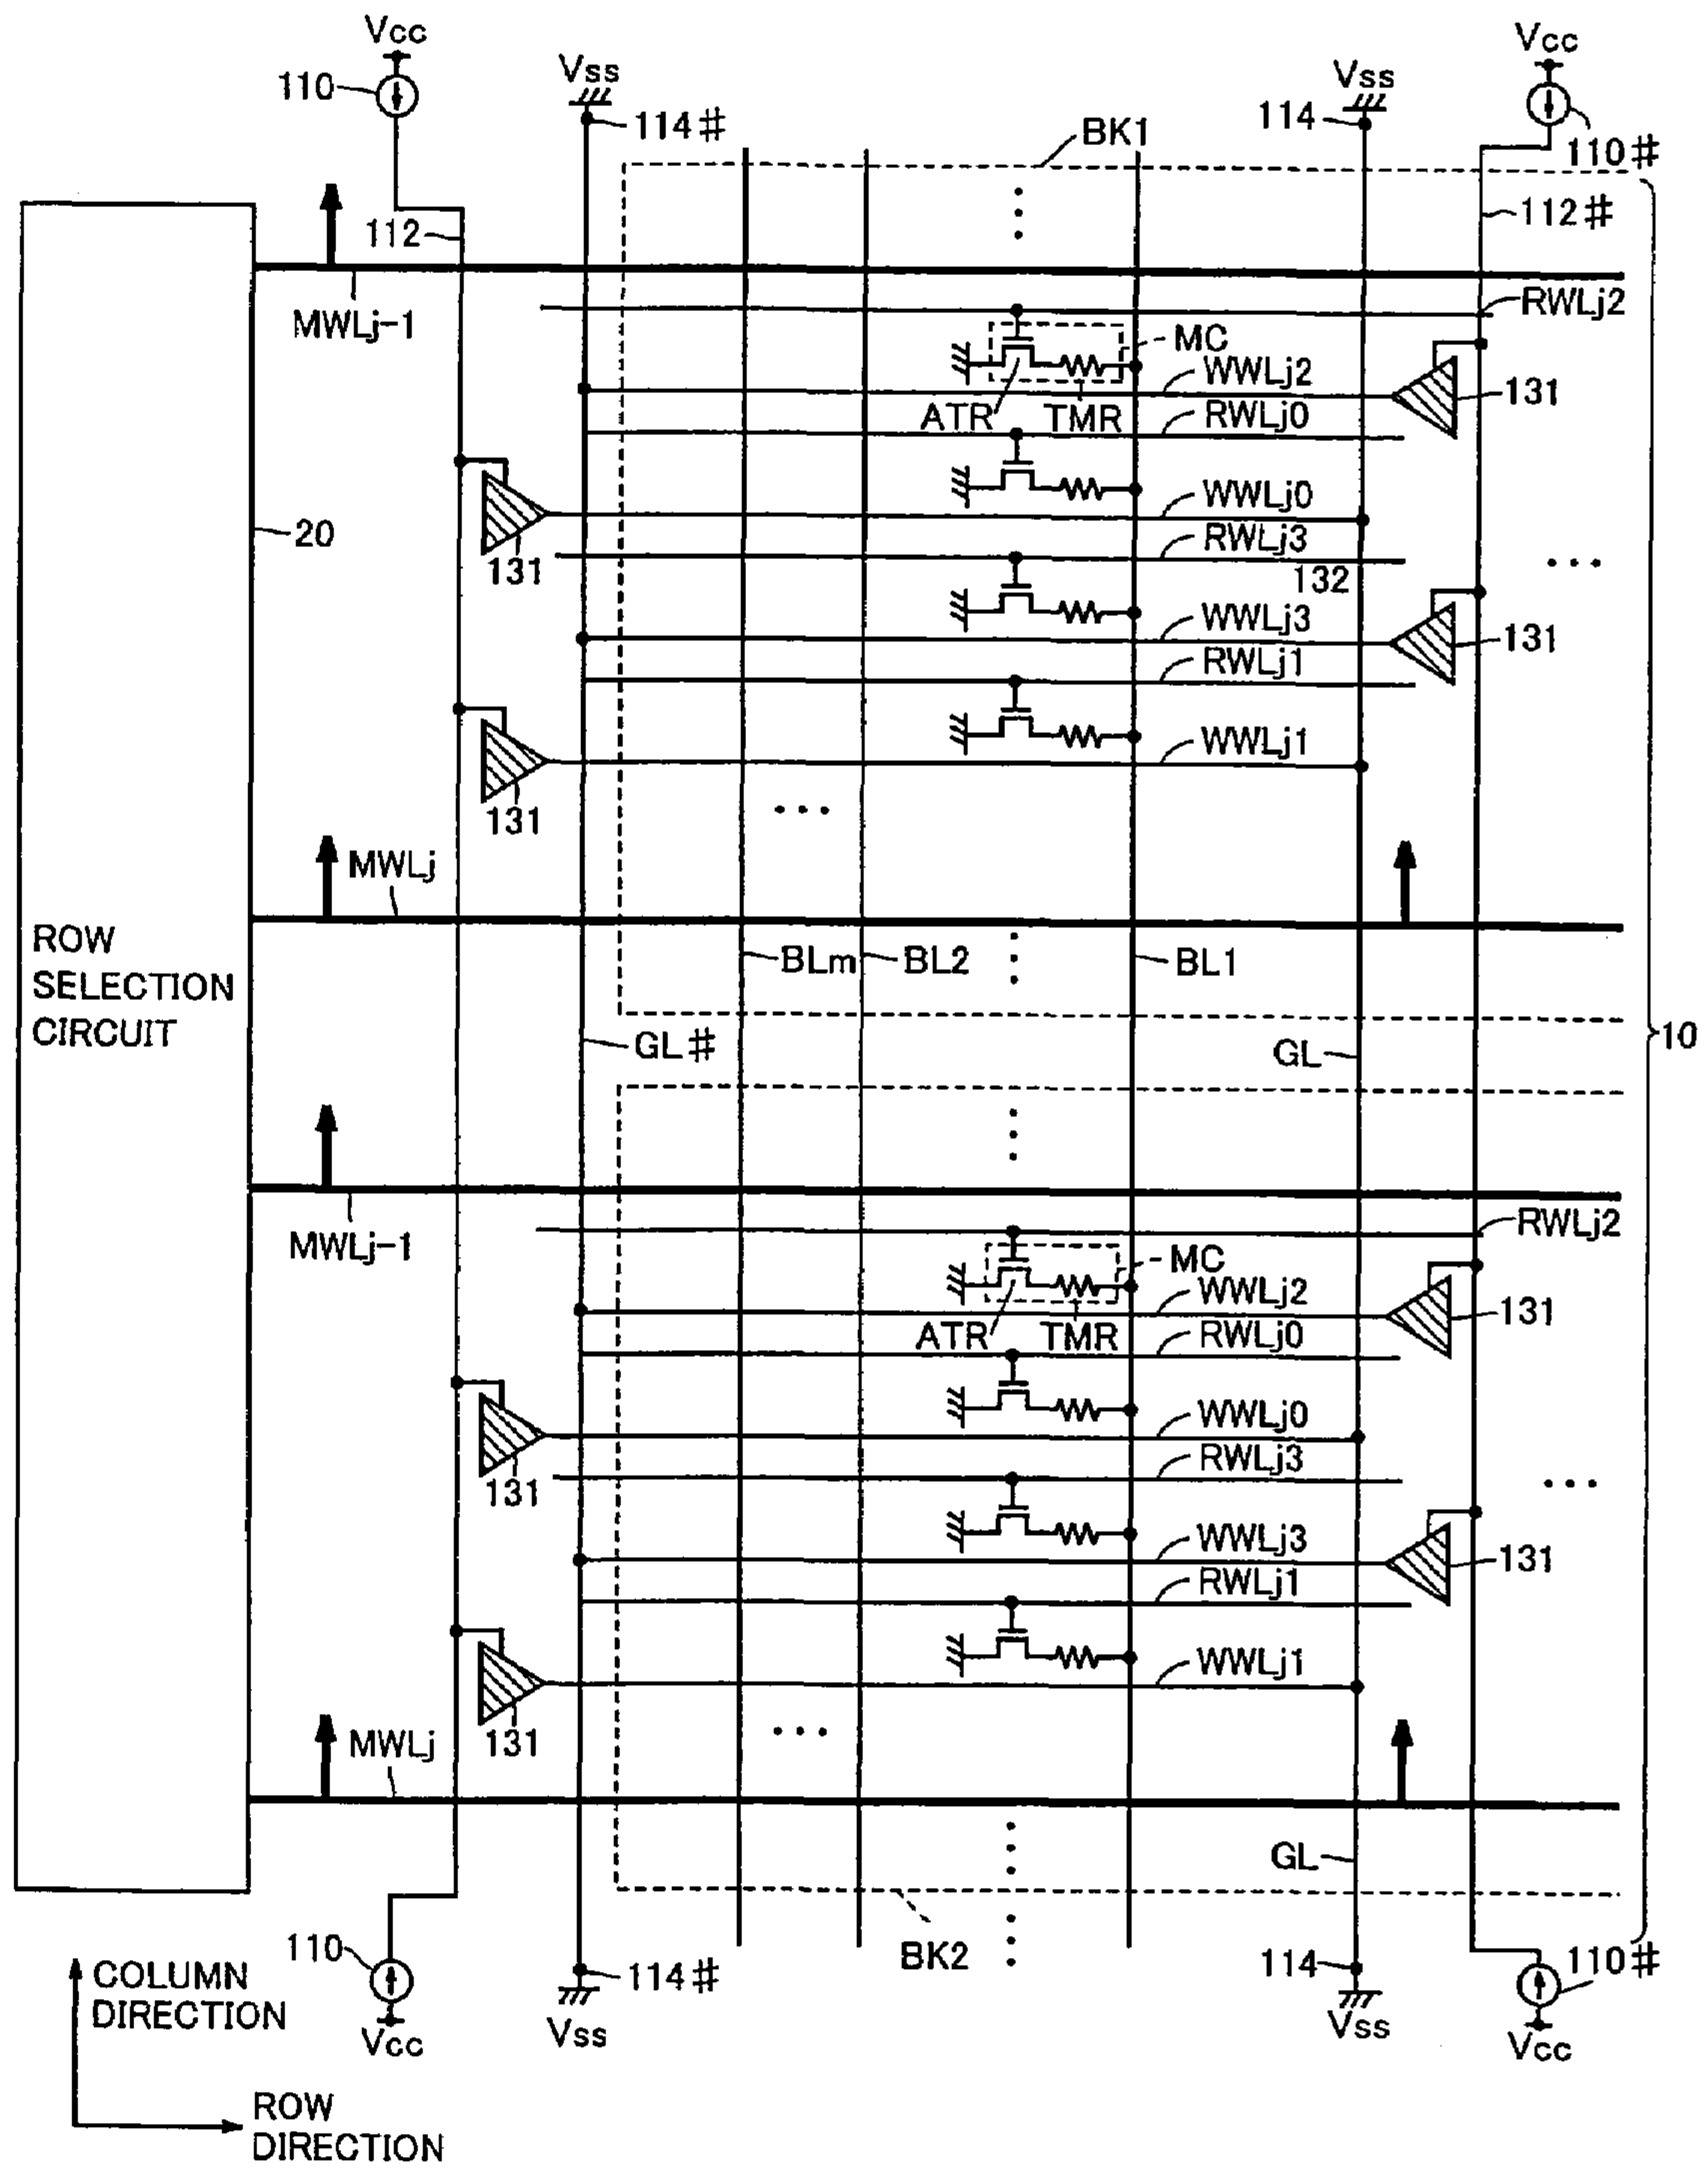 Vcc
Vss
Vss
Vcc
110
114#
BK1
114
110#
112
112#
MWLj-1
RWLj2
MC
WWLj2
131
ATR
TMR
RWLj0
20
WWLj0
131
RWLj3
132
...
WWLj3
131
RWLj1
WWLj1
131
...
MWLj
ROW
SELECTION
CIRCUIT
BLm
BL2
BL1
GL#
GL
10
MWLj-1
RWLj2
MC
WWLj2
131
ATR
TMR
RWLj0
WWLj0
131
RWLj3
...
WWLj3
131
RWLj1
WWLj1
131
...
MWLj
GL
BK2
110
114#
114
110#
Vcc
Vss
Vss
Vcc
COLUMN
DIRECTION
ROW
DIRECTION